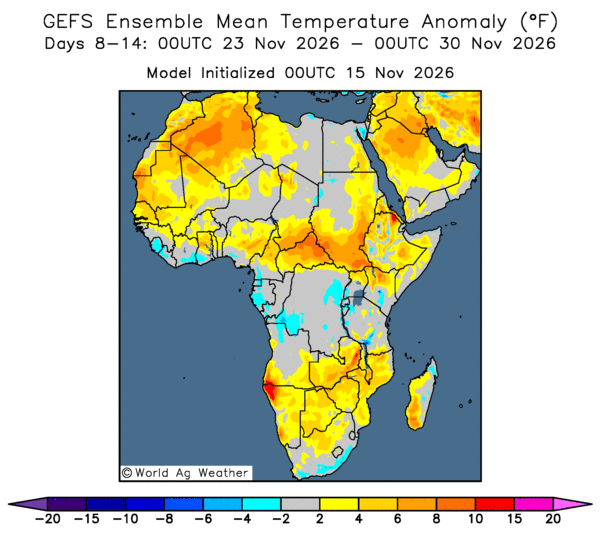 GEFS Ensemble Mean Temperature Anomaly (°F)
Days 8−14: 00UTC 23 Nov 2026 − 00UTC 30 Nov 2026
Model Initialized 00UTC 15 Nov 2026
©World Ag Weather
−20 −15 −10 −8 −6 −4 −2 2 4 6 8 10 15 20